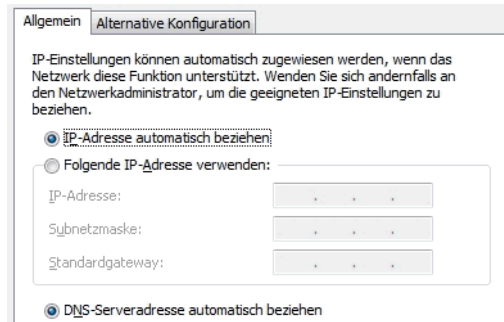 Allgemein
Alternative Konfiguration
IP-Einstellungen können automatisch zugewiesen werden, wenn das
Netzwerk diese Funktion unterstützt. Wenden Sie sich andernfalls an
den Netzwerkadministrator, um die geeigneten IP-Einstellungen zu
beziehen.
IP-Adresse automatisch beziehen
Folgende IP-Adresse verwenden:
IP-Adresse:
Subnetzmaske:
Standardgateway:
DNS-Serveradresse automatisch beziehen